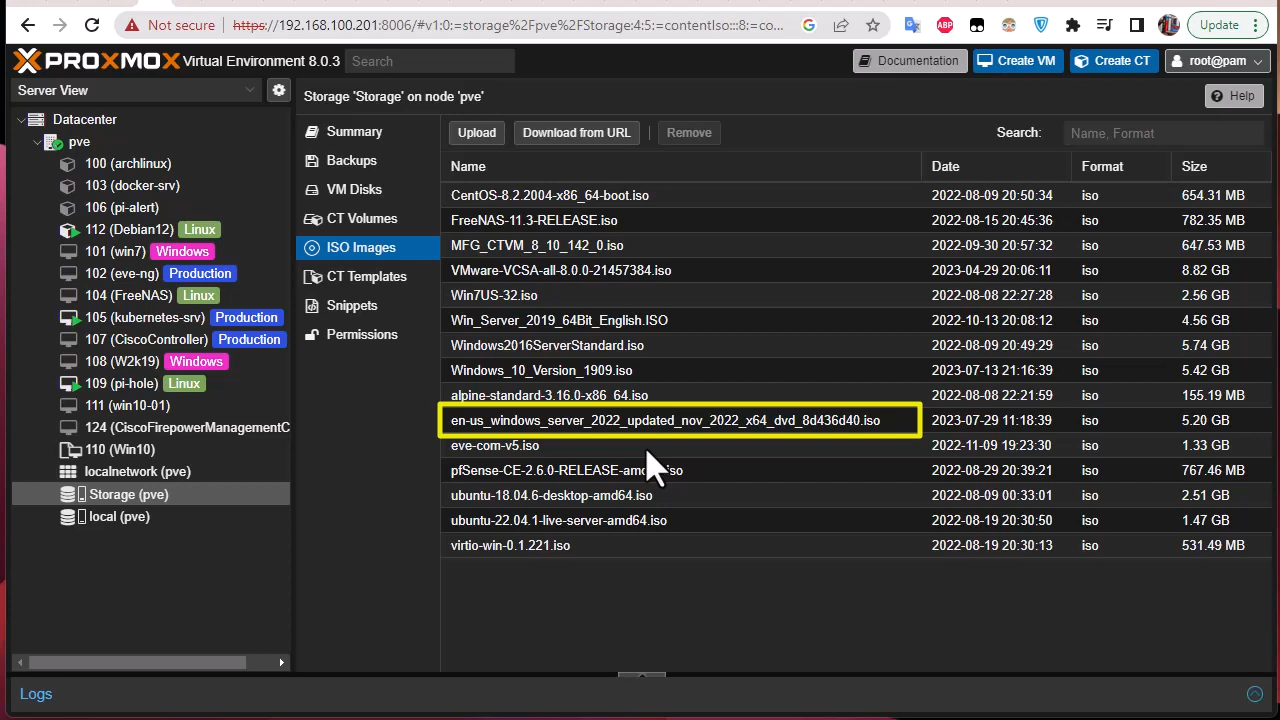 Not secure https://192.168.100.201:8006/#v1:0:=storage%2Fpve%2FStorage:4:5:=contentIso::8::=co... Update
PROXMOX Virtual Environment 8.0.3 Search Documentation Create VM Create CT root@pam
Server View
Storage 'Storage' on node 'pve' Help
Datacenter
pve
100 (archlinux)
103 (docker-srv)
106 (pi-alert)
112 (Debian12) Linux
101 (win7) Windows
102 (eve-ng) Production
104 (FreeNAS) Linux
105 (kubernetes-srv) Production
107 (CiscoController) Production
108 (W2k19) Windows
109 (pi-hole) Linux
111 (win10-01)
124 (CiscoFirepowerManagementC
110 (Win10)
localnetwork (pve)
Storage (pve)
local (pve)
Summary
Backups
VM Disks
CT Volumes
ISO Images
CT Templates
Snippets
Permissions
Upload Download from URL Remove Search: Name, Format
Name Date Format Size
CentOS-8.2.2004-x86_64-boot.iso 2022-08-09 20:50:34 iso 654.31 MB
FreeNAS-11.3-RELEASE.iso 2022-08-15 20:45:36 iso 782.35 MB
MFG_CTVM_8_10_142_0.iso 2022-09-30 20:57:32 iso 647.53 MB
VMware-VCSA-all-8.0.0-21457384.iso 2023-04-29 20:06:11 iso 8.82 GB
Win7US-32.iso 2022-08-08 22:27:28 iso 2.56 GB
Win_Server_2019_64Bit_English.ISO 2022-10-13 20:08:12 iso 4.56 GB
Windows2016ServerStandard.iso 2022-08-08 20:49:29 iso 5.74 GB
Windows_10_Version_1909.iso 2023-07-13 21:16:39 iso 5.42 GB
alpine-standard-3.16.0-x86_64.iso 2022-08-08 22:21:59 iso 155.19 MB
en-us_windows_server_2022_updated_nov_2022_x64_dvd_8d436d40.iso 2023-07-29 11:18:39 iso 5.20 GB
eve-com-v5.iso 2022-11-09 19:23:30 iso 1.33 GB
pfSense-CE-2.6.0-RELEASE-am 2022-08-29 20:39:21 iso 767.46 MB
ubuntu-18.04.6-desktop-amd64.iso 2022-08-09 00:33:01 iso 2.51 GB
ubuntu-22.04.1-live-server-amd64.iso 2022-08-19 20:30:50 iso 1.47 GB
virtio-win-0.1.221.iso 2022-08-19 20:30:13 iso 531.49 MB
Logs